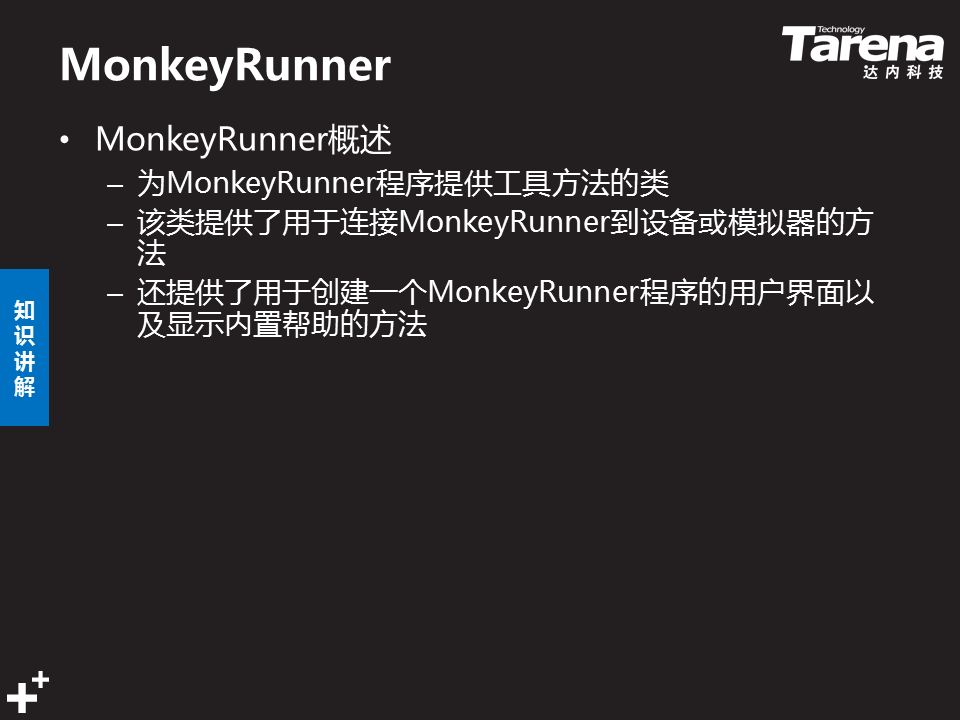 MonkeyRunner
Technology
Tarena
达内科技
• MonkeyRunner概述
– 为MonkeyRunner程序提供工具方法的类
– 该类提供了用于连接MonkeyRunner到设备或模拟器的方
法
– 还提供了用于创建一个MonkeyRunner程序的用户界面以
及显示内置帮助的方法
知
识
讲
解